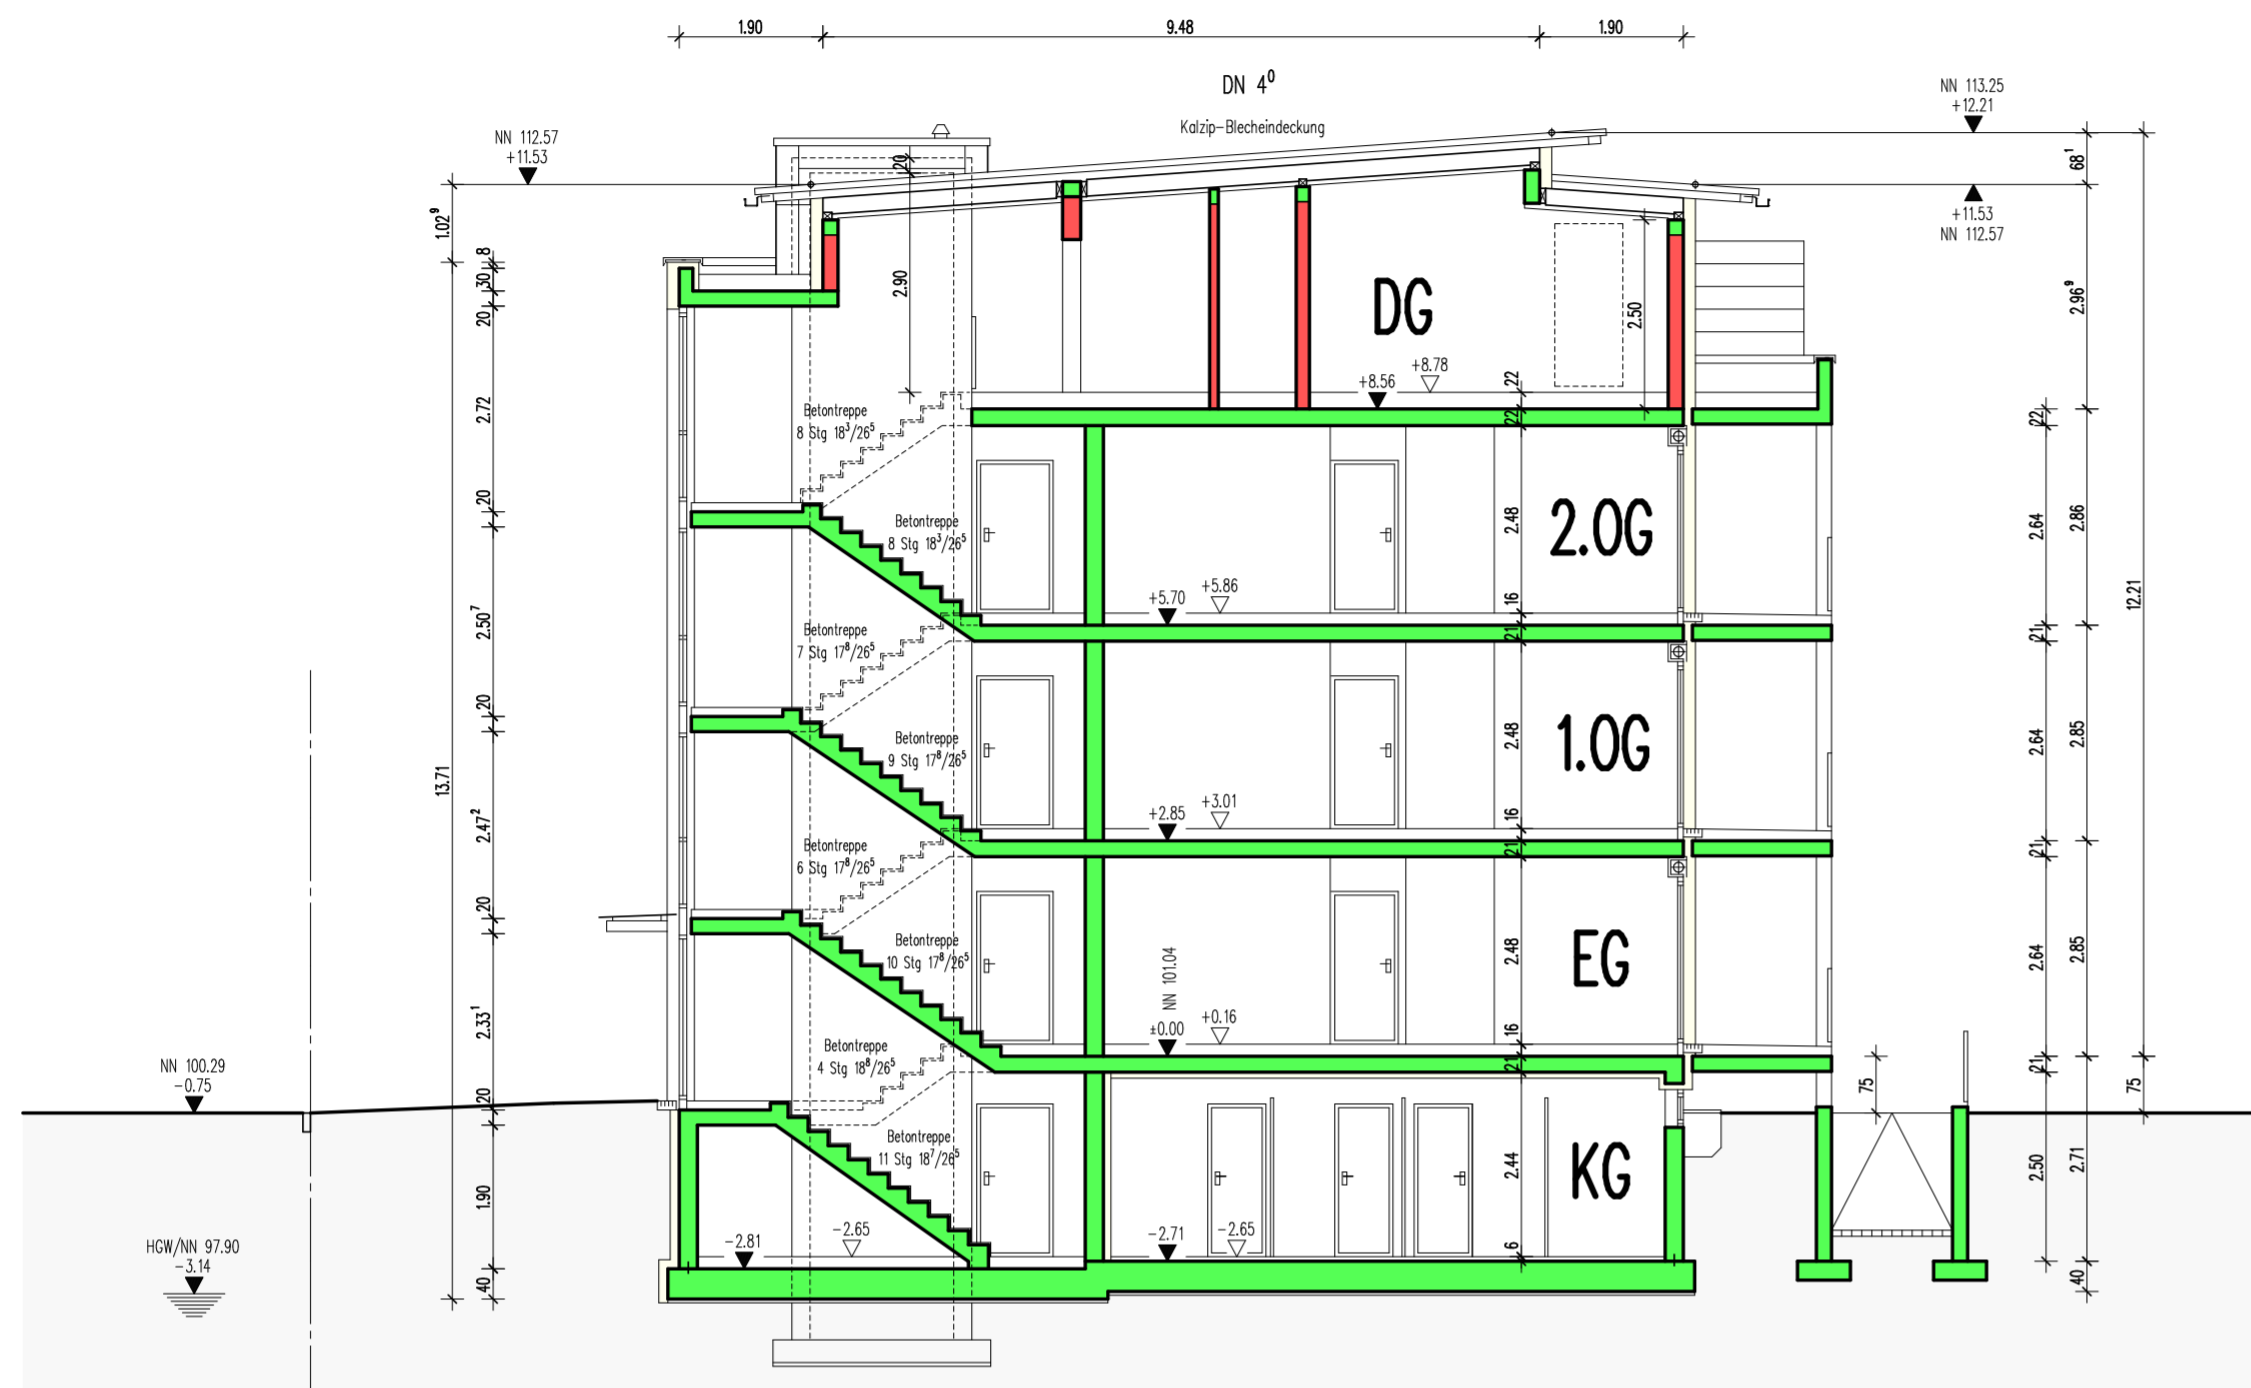 1.90
9.48
1.90
DN 4⁰
Kalzip-Blecheindeckung
NN 113.25
+12.21
NN 112.57
+11.53
+11.53
NN 112.57
20
68¹
1.02⁹
8
30
20
2.90
2.50
2.96⁹
DG
+8.78
+8.56
22
22
22
2.72
Betontreppe
8 Stg 18³/26⁵
20
Betontreppe
8 Stg 18³/26⁵
2.48
2.OG
2.64
2.86
12.21
+5.86
+5.70
16
21
21
2.50⁷
Betontreppe
7 Stg 17⁸/26⁵
20
Betontreppe
9 Stg 17⁸/26⁵
2.48
1.OG
2.64
2.85
13.71
+3.01
+2.85
16
21
21
2.47²
Betontreppe
6 Stg 17⁸/26⁵
20
Betontreppe
10 Stg 17⁸/26⁵
NN 101.04
2.48
EG
2.64
2.85
+0.16
±0.00
16
21
21
2.33¹
Betontreppe
4 Stg 18⁸/26⁵
NN 100.29
-0.75
75
75
20
Betontreppe
11 Stg 18⁷/26⁵
1.90
2.44
KG
2.50
2.71
-2.81
-2.65
-2.71
-2.65
6
HGW/NN 97.90
-3.14
40
40